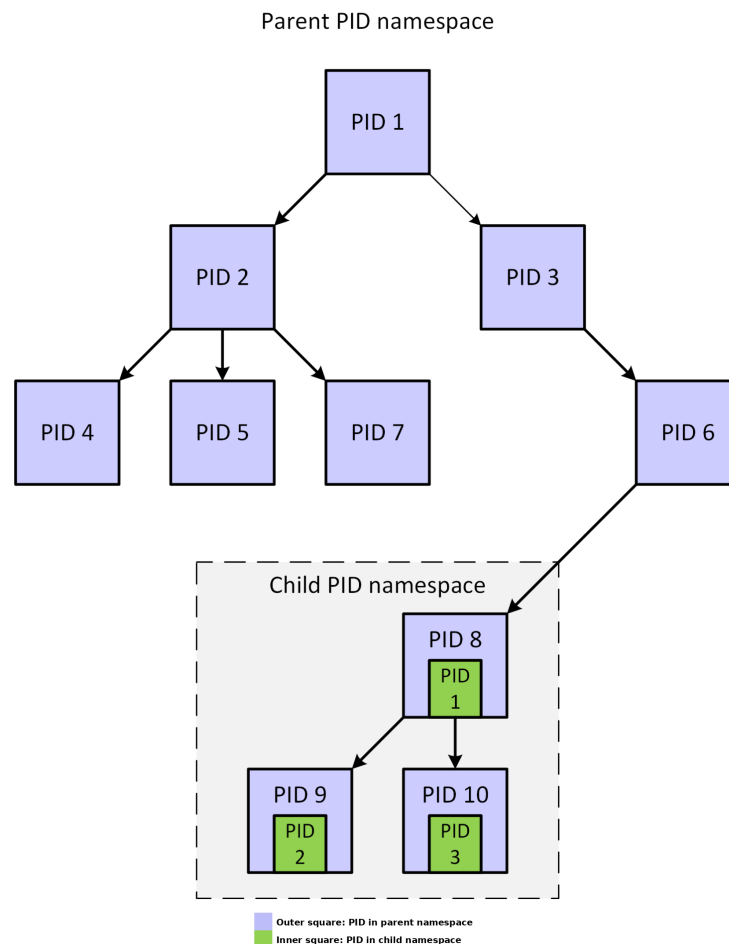 Parent PID namespace
PID 1
PID 2
PID 3
PID 4
PID 5
PID 7
PID 6
Child PID namespace
PID 8
PID
1
PID 9
PID
2
PID 10
PID
3
Outer square: PID in parent namespace
Inner square: PID in child namespace